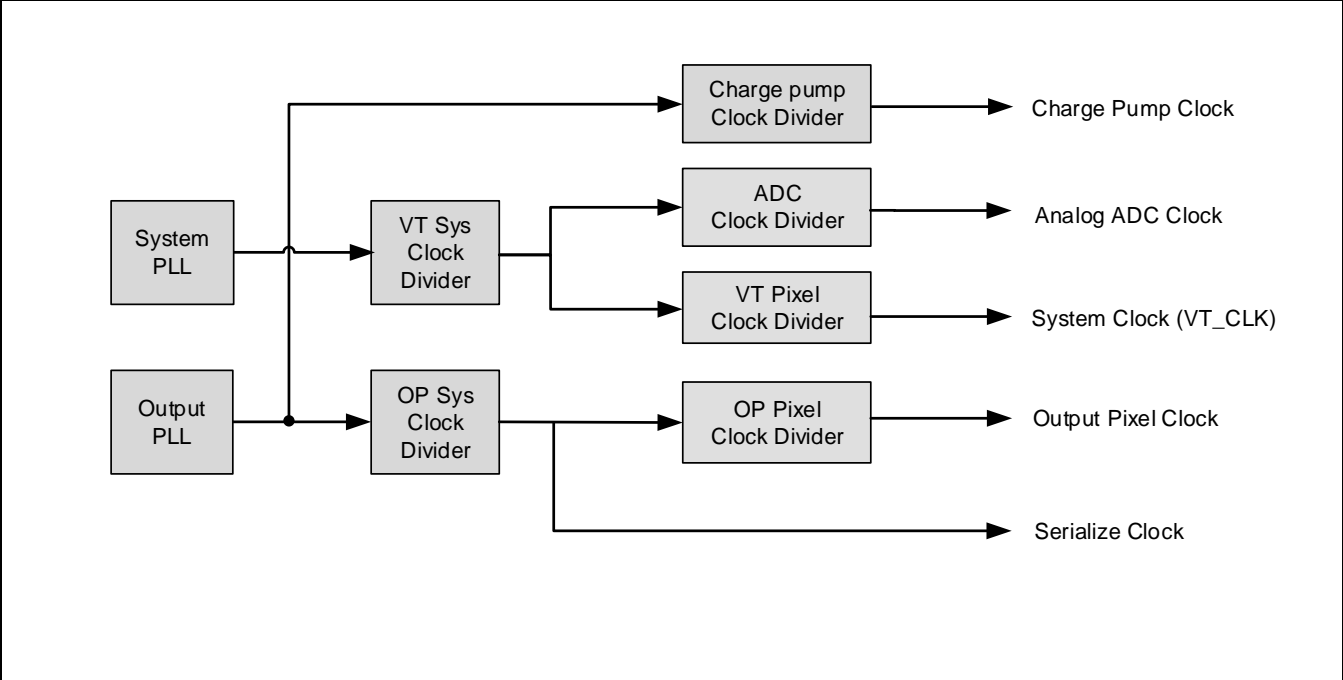 Charge pump
Clock Divider
Charge Pump Clock
ADC
Clock Divider
Analog ADC Clock
System
PLL
VT Sys
Clock
Divider
VT Pixel
Clock Divider
System Clock (VT_CLK)
Output
PLL
OP Sys
Clock
Divider
OP Pixel
Clock Divider
Output Pixel Clock
Serialize Clock